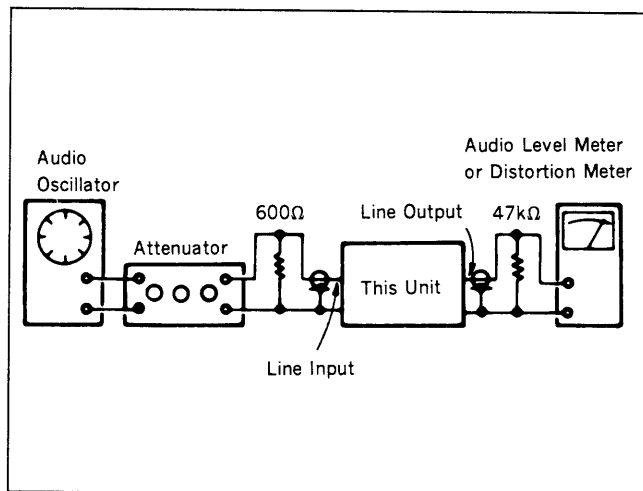 Audio Level Meter
or Distortion Meter
Audio
Oscillator
600Ω
Line Output
47kΩ
Attenuator
This Unit
Line Input